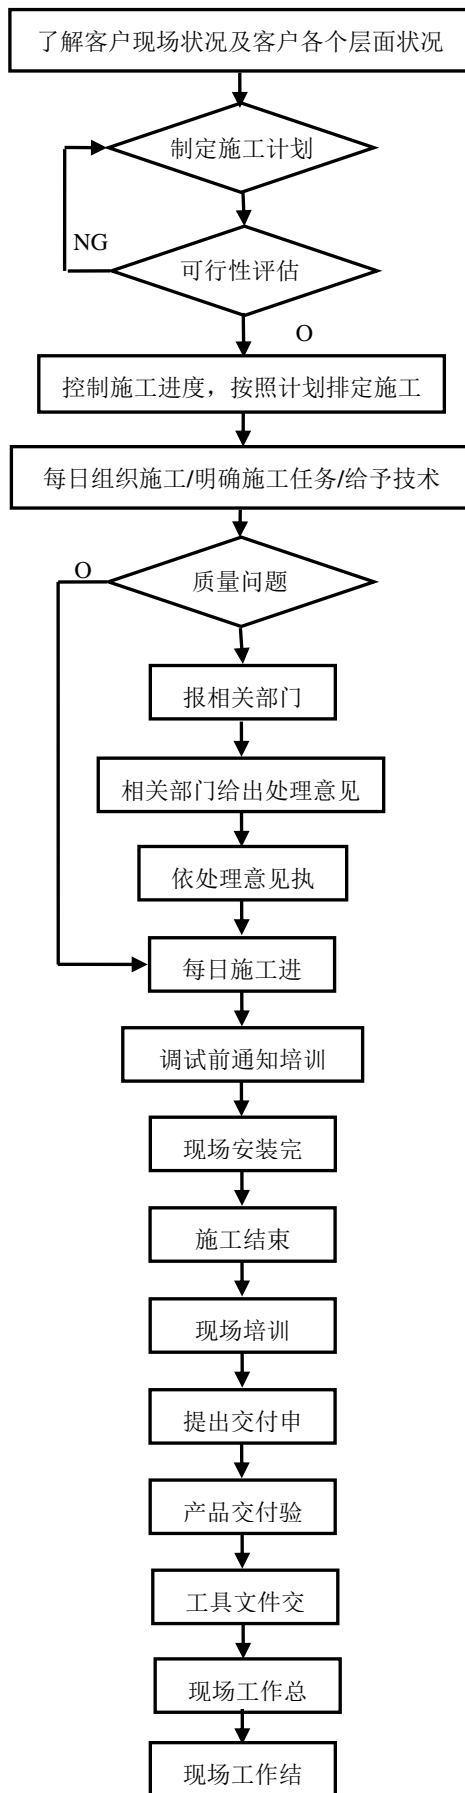 了解客户现场状况及客户各个层面状况
制定施工计划
NG
可行性评估
O
控制施工进度，按照计划排定施工
每日组织施工/明确施工任务/给予技术
O
质量问题
报相关部门
相关部门给出处理意见
依处理意见执
每日施工进
调试前通知培训
现场安装完
施工结束
现场培训
提出交付申
产品交付验
工具文件交
现场工作总
现场工作结